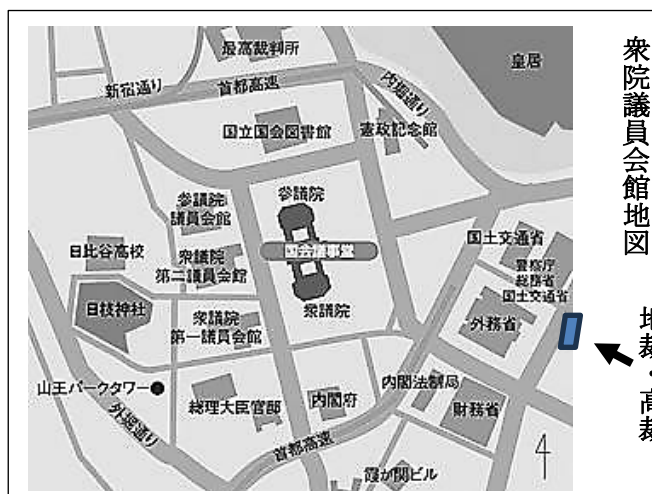 衆院議員会館地図
最高裁判所
皇居
新宿通り
首都高速
内堀通り
国立国会図書館
憲政記念館
参議院
議員会館
参議院
国会議事堂
衆議院
日比谷高校
衆議院
第二議員会館
国土交通省
警察庁
総務省
国土交通省
日枝神社
衆議院
第一議員会館
外務省
地裁・高裁
山王パークタワー
総理大臣官邸
内閣府
内閣法制局
財務省
外堀通り
首都高速
霞が関ビル
4